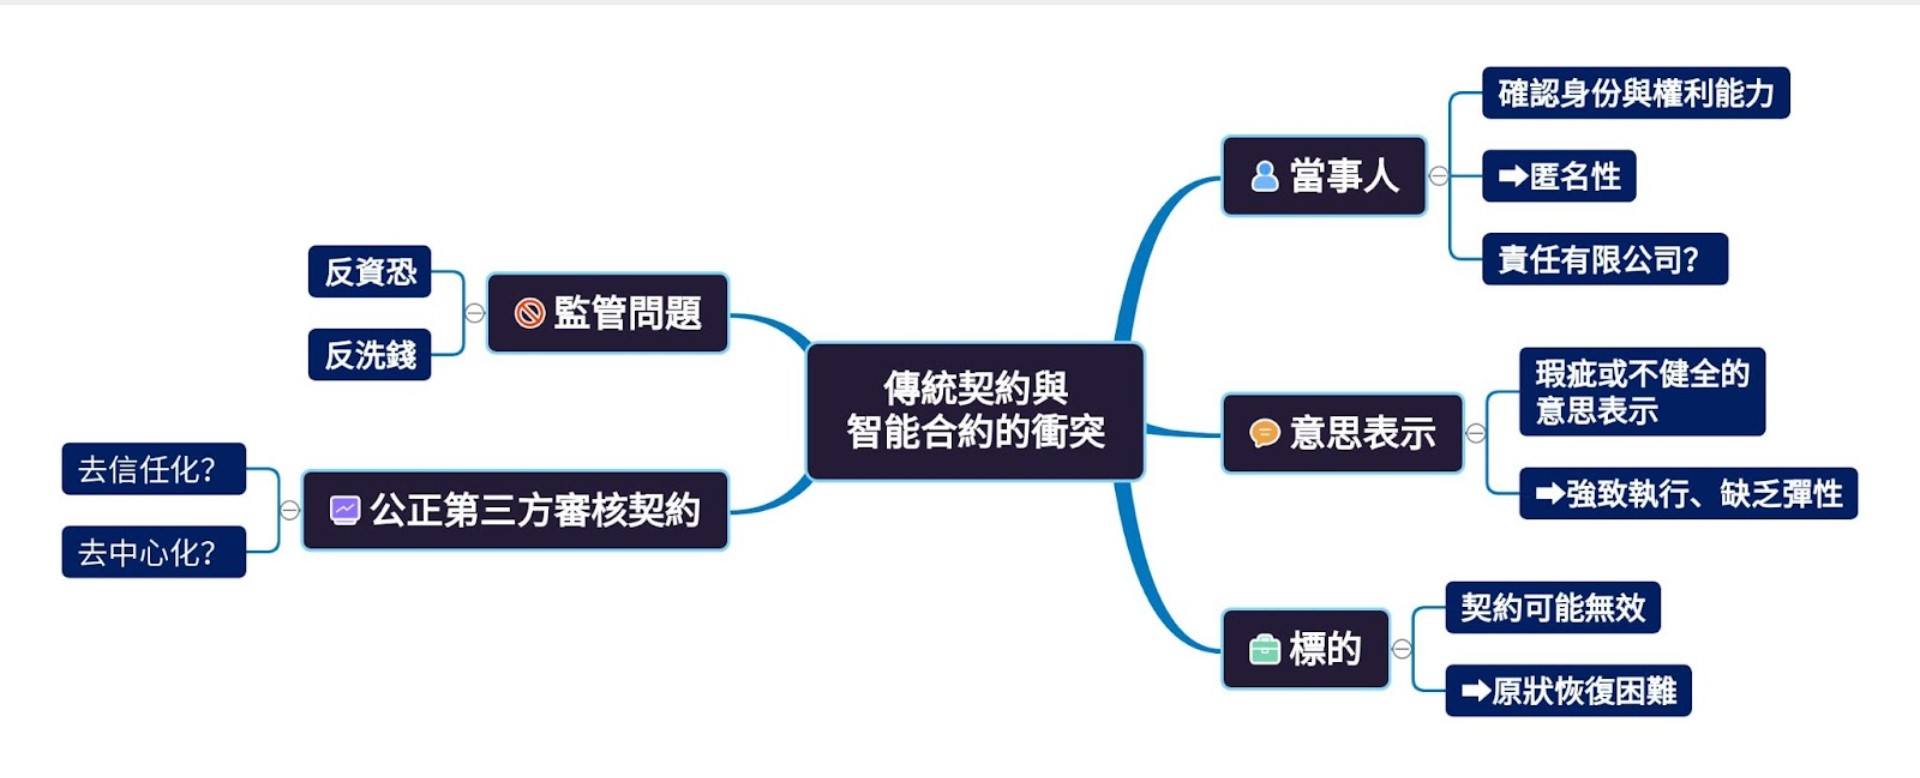 傳統契約與
智能合約的衝突
當事人
確認身份與權利能力
➡匿名性
責任有限公司?
意思表示
瑕疵或不健全的
意思表示
➡強致執行、缺乏彈性
標的
契約可能無效
➡原狀恢復困難
監管問題
反資恐
反洗錢
公正第三方審核契約
去信任化?
去中心化?